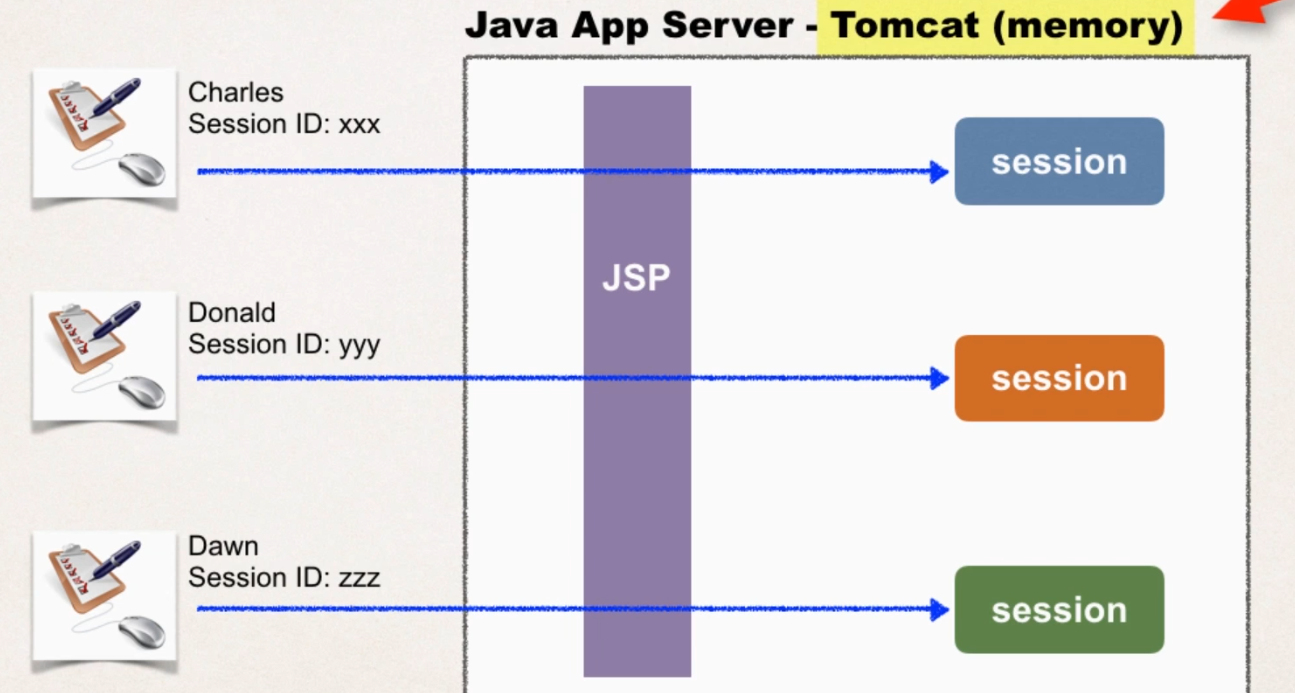 Java App Server - Tomcat (memory)
Charles
Session ID: xxx
session
JSP
Donald
Session ID: yyy
session
Dawn
Session ID: zzz
session